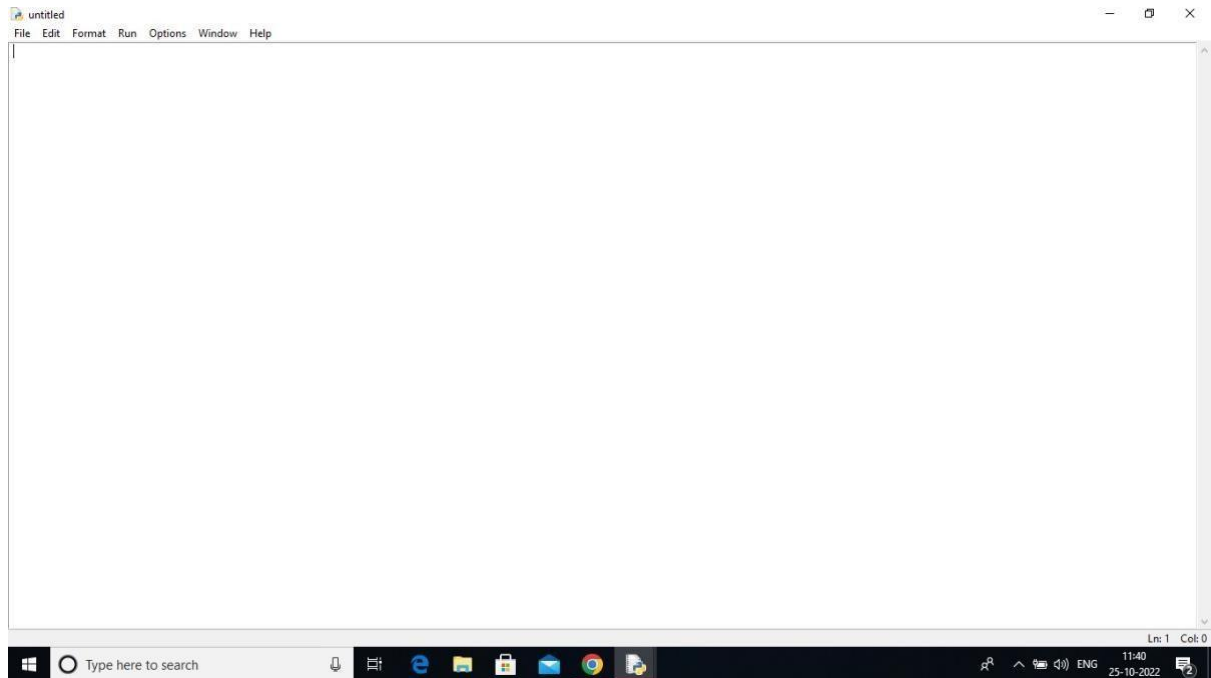 untitled
File Edit Format Run Options Window Help
Ln: 1 Col: 0
Type here to search
ENG
11:40
25-10-2022
2